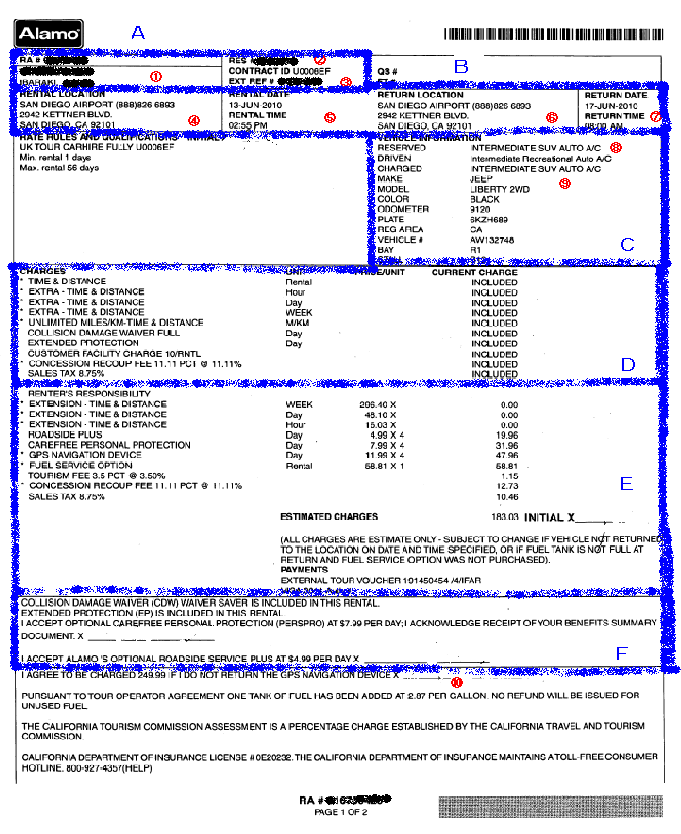 Alamo
A
RA #
RES
②
CONTRACT ID U0006EF
B
①
EXT REF #
③
QS #
RENTAL LOCATION RENTAL DATE RETURN LOCATION RETURN DATE
SAN DIEGO AIRPORT (888)826 6893 13-JUN-2010 SAN DIEGO AIRPORT (888)826 6893 17-JUN-2010
2942 KETTNER BLVD. ④ RENTAL TIME ⑤ 2942 KETTNER BLVD. ⑥ RETURN TIME ⑦
SAN DIEGO, CA 92101 02:55 PM SAN DIEGO, CA 92101 08:00 AM
RATE RULES AND QUALIFICATIONS INITIAL VEHICLE INFORMATION
UK TOUR CARHIRE FULLY U0006EF
Min. rental 1 days
Max. rental 56 days
RESERVED INTERMEDIATE SUV AUTO A/C ⑧
DRIVEN Intermediate Recreational Auto A/C
CHARGED INTERMEDIATE SUV AUTO A/C
MAKE JEEP ⑨
MODEL LIBERTY 2WD
COLOR BLACK
ODOMETER 9120
PLATE 6KZH689
REG AREA CA
VEHICLE # AW132748
BAY R1
C
CHARGES UNIT PRICE/UNIT CURRENT CHARGE
* TIME & DISTANCE Rental INCLUDED
* EXTRA - TIME & DISTANCE Hour INCLUDED
* EXTRA - TIME & DISTANCE Day INCLUDED
* EXTRA - TIME & DISTANCE WEEK INCLUDED
* UNLIMITED MILES/KM-TIME & DISTANCE M/KM INCLUDED
COLLISION DAMAGE WAIVER FULL Day INCLUDED
EXTENDED PROTECTION Day INCLUDED
CUSTOMER FACILITY CHARGE 10/RNTL INCLUDED
* CONCESSION RECOUP FEE 11.11 PCT @ 11.11% INCLUDED
SALES TAX 8.75% INCLUDED
D
RENTER'S RESPONSIBILITY
* EXTENSION - TIME & DISTANCE WEEK 206.40 X 0.00
* EXTENSION - TIME & DISTANCE Day 48.10 X 0.00
* EXTENSION - TIME & DISTANCE Hour 16.03 X 0.00
ROADSIDE PLUS Day 4.99 X 4 19.96
CAREFREE PERSONAL PROTECTION Day 7.99 X 4 31.96
* GPS NAVIGATION DEVICE Day 11.99 X 4 47.96
* FUEL SERVICE OPTION Rental 58.81 X 1 58.81
TOURISM FEE 3.5 PCT @ 3.50% 1.15
* CONCESSION RECOUP FEE 11.11 PCT @ 11.11% 12.73
SALES TAX 8.75% 10.46
E
ESTIMATED CHARGES 183.03 INITIAL X
(ALL CHARGES ARE ESTIMATE ONLY - SUBJECT TO CHANGE IF VEHICLE NOT RETURNED
TO THE LOCATION ON DATE AND TIME SPECIFIED, OR IF FUEL TANK IS NOT FULL AT
RETURN AND FUEL SERVICE OPTION WAS NOT PURCHASED).
PAYMENTS
EXTERNAL TOUR VOUCHER 191450454 /4/IFAR
COLLISION DAMAGE WAIVER (CDW) WAIVER SAVER IS INCLUDED IN THIS RENTAL.
EXTENDED PROTECTION (EP) IS INCLUDED IN THIS RENTAL
I ACCEPT OPTIONAL CAREFREE PERSONAL PROTECTION (PERSPRO) AT $7.99 PER DAY; I ACKNOWLEDGE RECEIPT OF YOUR BENEFITS SUMMARY
DOCUMENT. X
F
I ACCEPT ALAMO'S OPTIONAL ROADSIDE SERVICE PLUS AT $4.99 PER DAY X
I AGREE TO BE CHARGED 249.99 IF I DO NOT RETURN THE GPS NAVIGATION DEVICE X
⑩
PURSUANT TO TOUR OPERATOR AGREEMENT ONE TANK OF FUEL HAS BEEN ADDED AT $2.87 PER GALLON. NO REFUND WILL BE ISSUED FOR
UNUSED FUEL
THE CALIFORNIA TOURISM COMMISSION ASSESSMENT IS A PERCENTAGE CHARGE ESTABLISHED BY THE CALIFORNIA TRAVEL AND TOURISM
COMMISSION
CALIFORNIA DEPARTMENT OF INSURANCE LICENSE #0E20232. THE CALIFORNIA DEPARTMENT OF INSURANCE MAINTAINS A TOLL-FREE CONSUMER
HOTLINE. 800-927-4357(HELP)
RA #
PAGE 1 OF 2